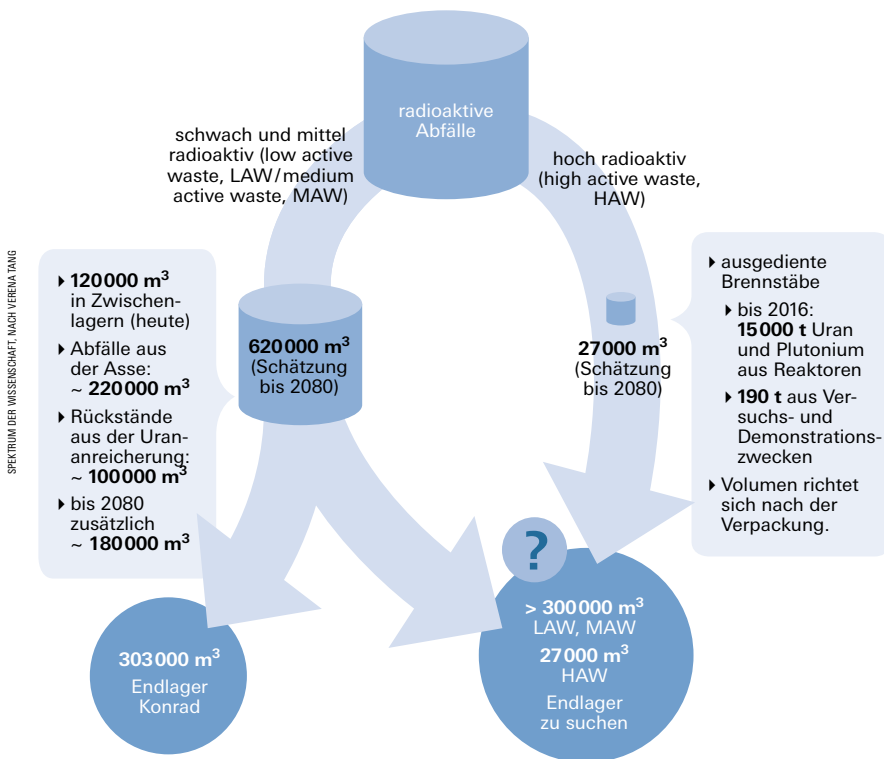 radioaktive
Abfälle
schwach und mittel
radioaktiv (low active
waste, LAW/medium
active waste, MAW)
hoch radioaktiv
(high active waste,
HAW)
SPEKTRUM DER WISSENSCHAFT, NACH VERENA TANG
120000 m³
in Zwischen-
lagern (heute)
Abfälle aus
der Asse:
~ 220000 m³
Rückstände
aus der Uran-
anreicherung:
~ 100000 m³
bis 2080
zusätzlich
~ 180000 m³
620000 m³
(Schätzung
bis 2080)
27000 m³
(Schätzung
bis 2080)
ausgediente
Brennstäbe
bis 2016:
15000 t Uran
und Plutonium
aus Reaktoren
190 t aus Ver-
suchs- und
Demonstrations-
zwecken
Volumen richtet
sich nach der
Verpackung.
303000 m³
Endlager
Konrad
?
> 300000 m³
LAW, MAW
27000 m³
HAW
Endlager
zu suchen